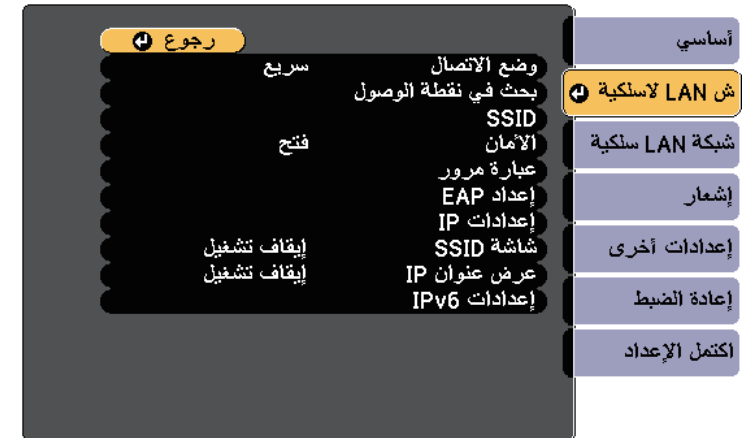 أساسي
ش LAN لاسلكية
شبكة LAN سلكية
إشعار
إعدادات أخرى
إعادة الضبط
اكتمل الإعداد
رجوع
وضع الاتصال سريع
بحث في نقطة الوصول
SSID
الأمان فتح
عبارة مرور
إعداد EAP
إعدادات IP
شاشة SSID إيقاف تشغيل
عرض عنوان IP إيقاف تشغيل
إعدادات IPv6